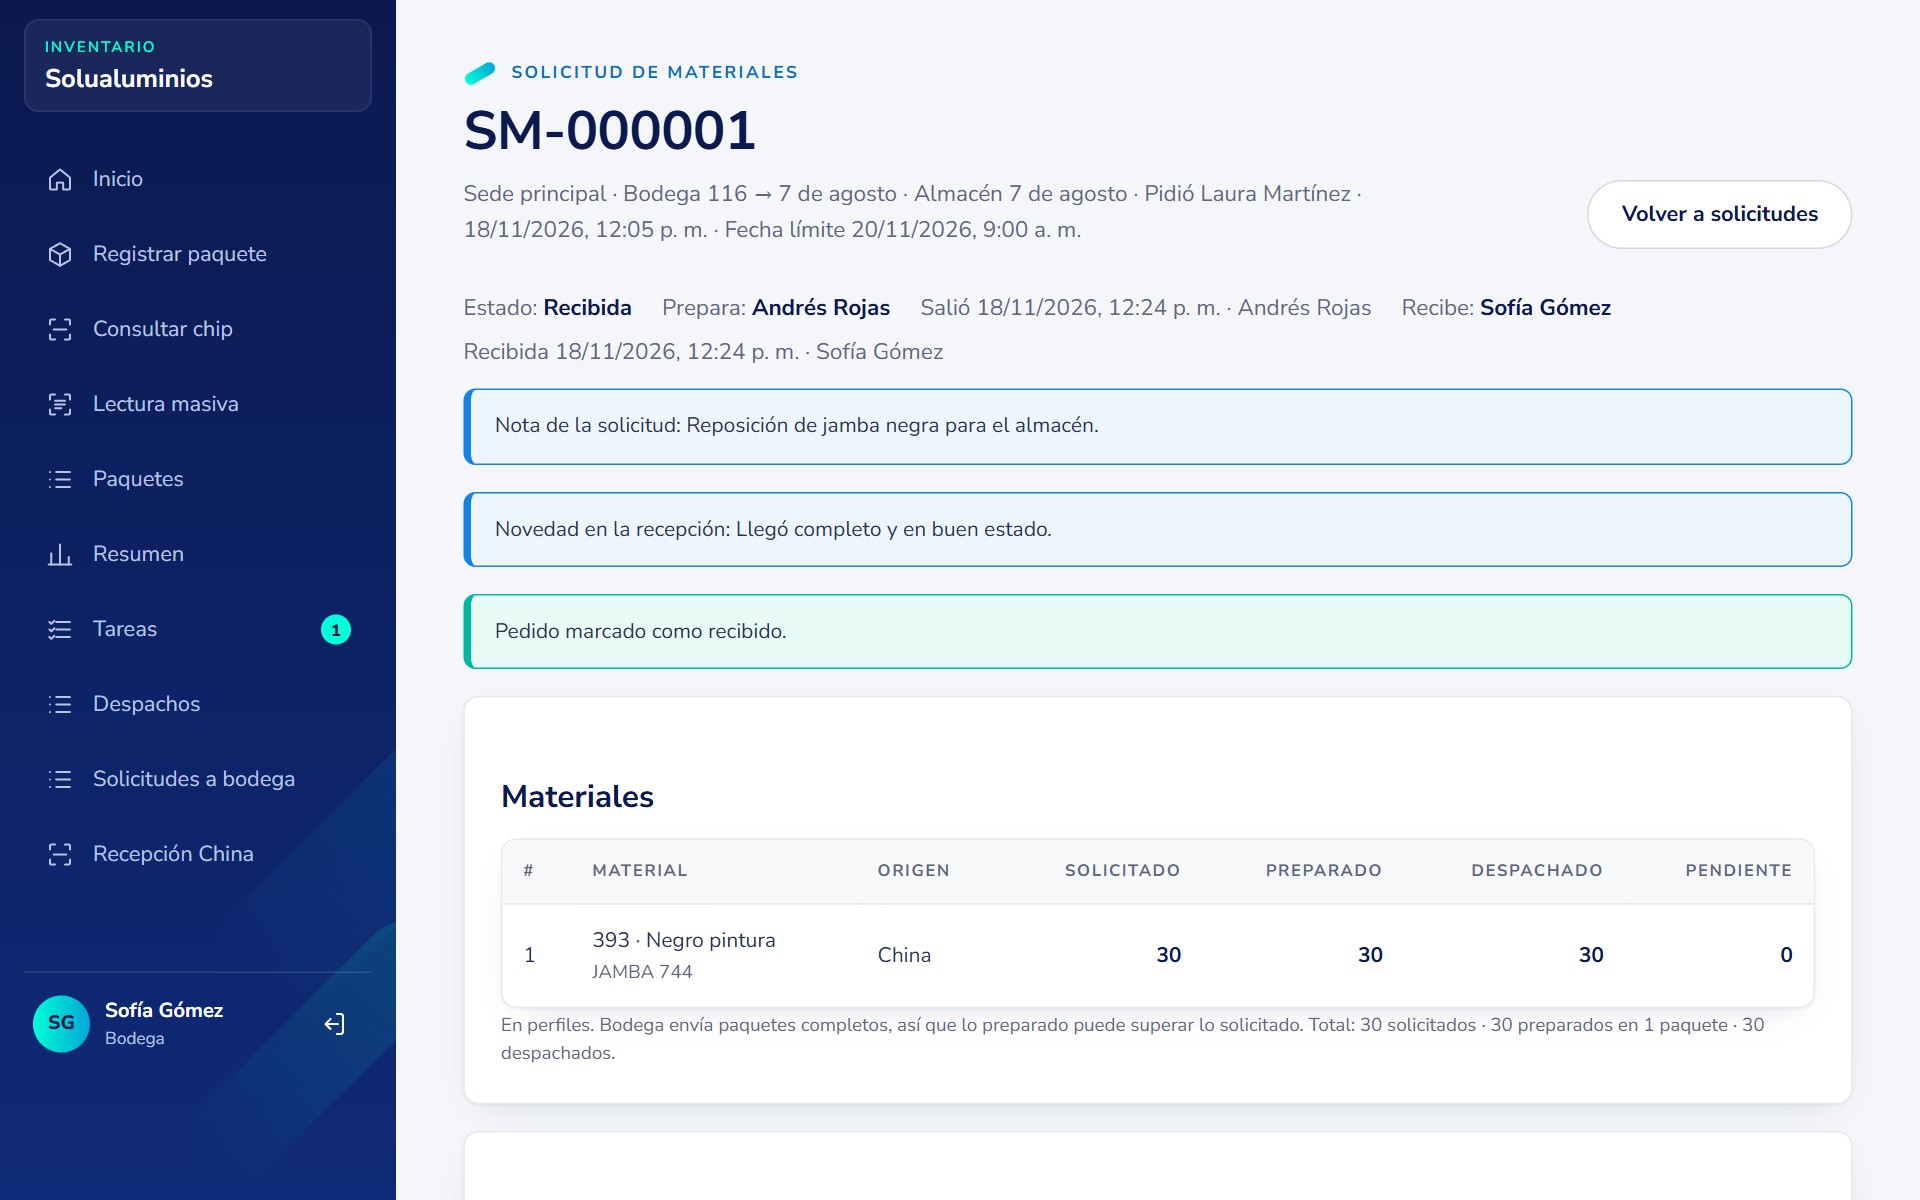 INVENTARIO
Solualuminios
Inicio
Registrar paquete
Consultar chip
Lectura masiva
Paquetes
Resumen
Tareas 1
Despachos
Solicitudes a bodega
Recepción China
SG
Sofía Gómez
Bodega
SOLICITUD DE MATERIALES
SM-000001
Sede principal · Bodega 116 → 7 de agosto · Almacén 7 de agosto · Pidió Laura Martínez ·
18/11/2026, 12:05 p. m. · Fecha límite 20/11/2026, 9:00 a. m.
Volver a solicitudes
Estado: Recibida Prepara: Andrés Rojas Salió 18/11/2026, 12:24 p. m. · Andrés Rojas Recibe: Sofía Gómez
Recibida 18/11/2026, 12:24 p. m. · Sofía Gómez
Nota de la solicitud: Reposición de jamba negra para el almacén.
Novedad en la recepción: Llegó completo y en buen estado.
Pedido marcado como recibido.
Materiales
# MATERIAL ORIGEN SOLICITADO PREPARADO DESPACHADO PENDIENTE
1 393 · Negro pintura China 30 30 30 0
JAMBA 744
En perfiles. Bodega envía paquetes completos, así que lo preparado puede superar lo solicitado. Total: 30 solicitados · 30 preparados en 1 paquete · 30
despachados.